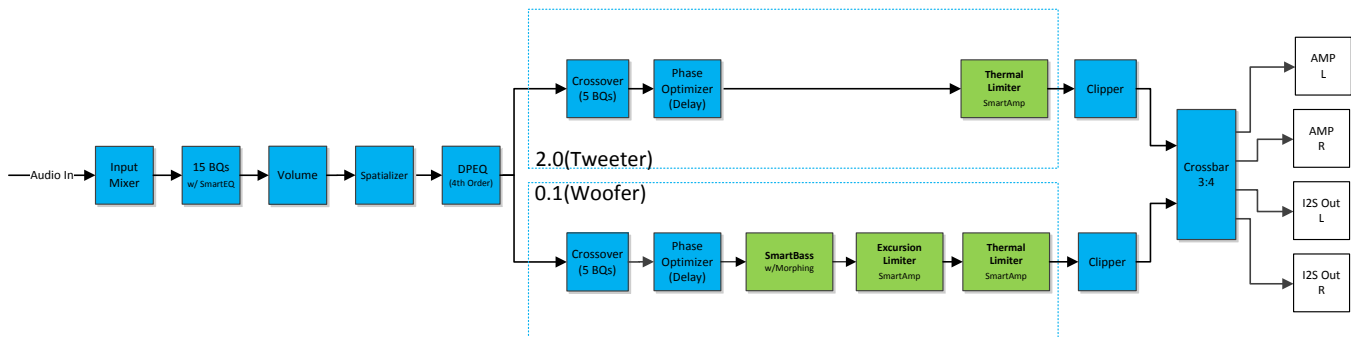 Audio In
Input
Mixer
15 BQs
w/ SmartEQ
Volume
Spatializer
DPEQ
(4th Order)
Crossover
(5 BQs)
Phase
Optimizer
(Delay)
Thermal
Limiter
SmartAmp
2.0(Tweeter)
Clipper
0.1(Woofer)
Crossover
(5 BQs)
Phase
Optimizer
(Delay)
SmartBass
w/Morphing
Excursion
Limiter
SmartAmp
Thermal
Limiter
SmartAmp
Clipper
Crossbar
3:4
AMP
L
AMP
R
I2S Out
L
I2S Out
R